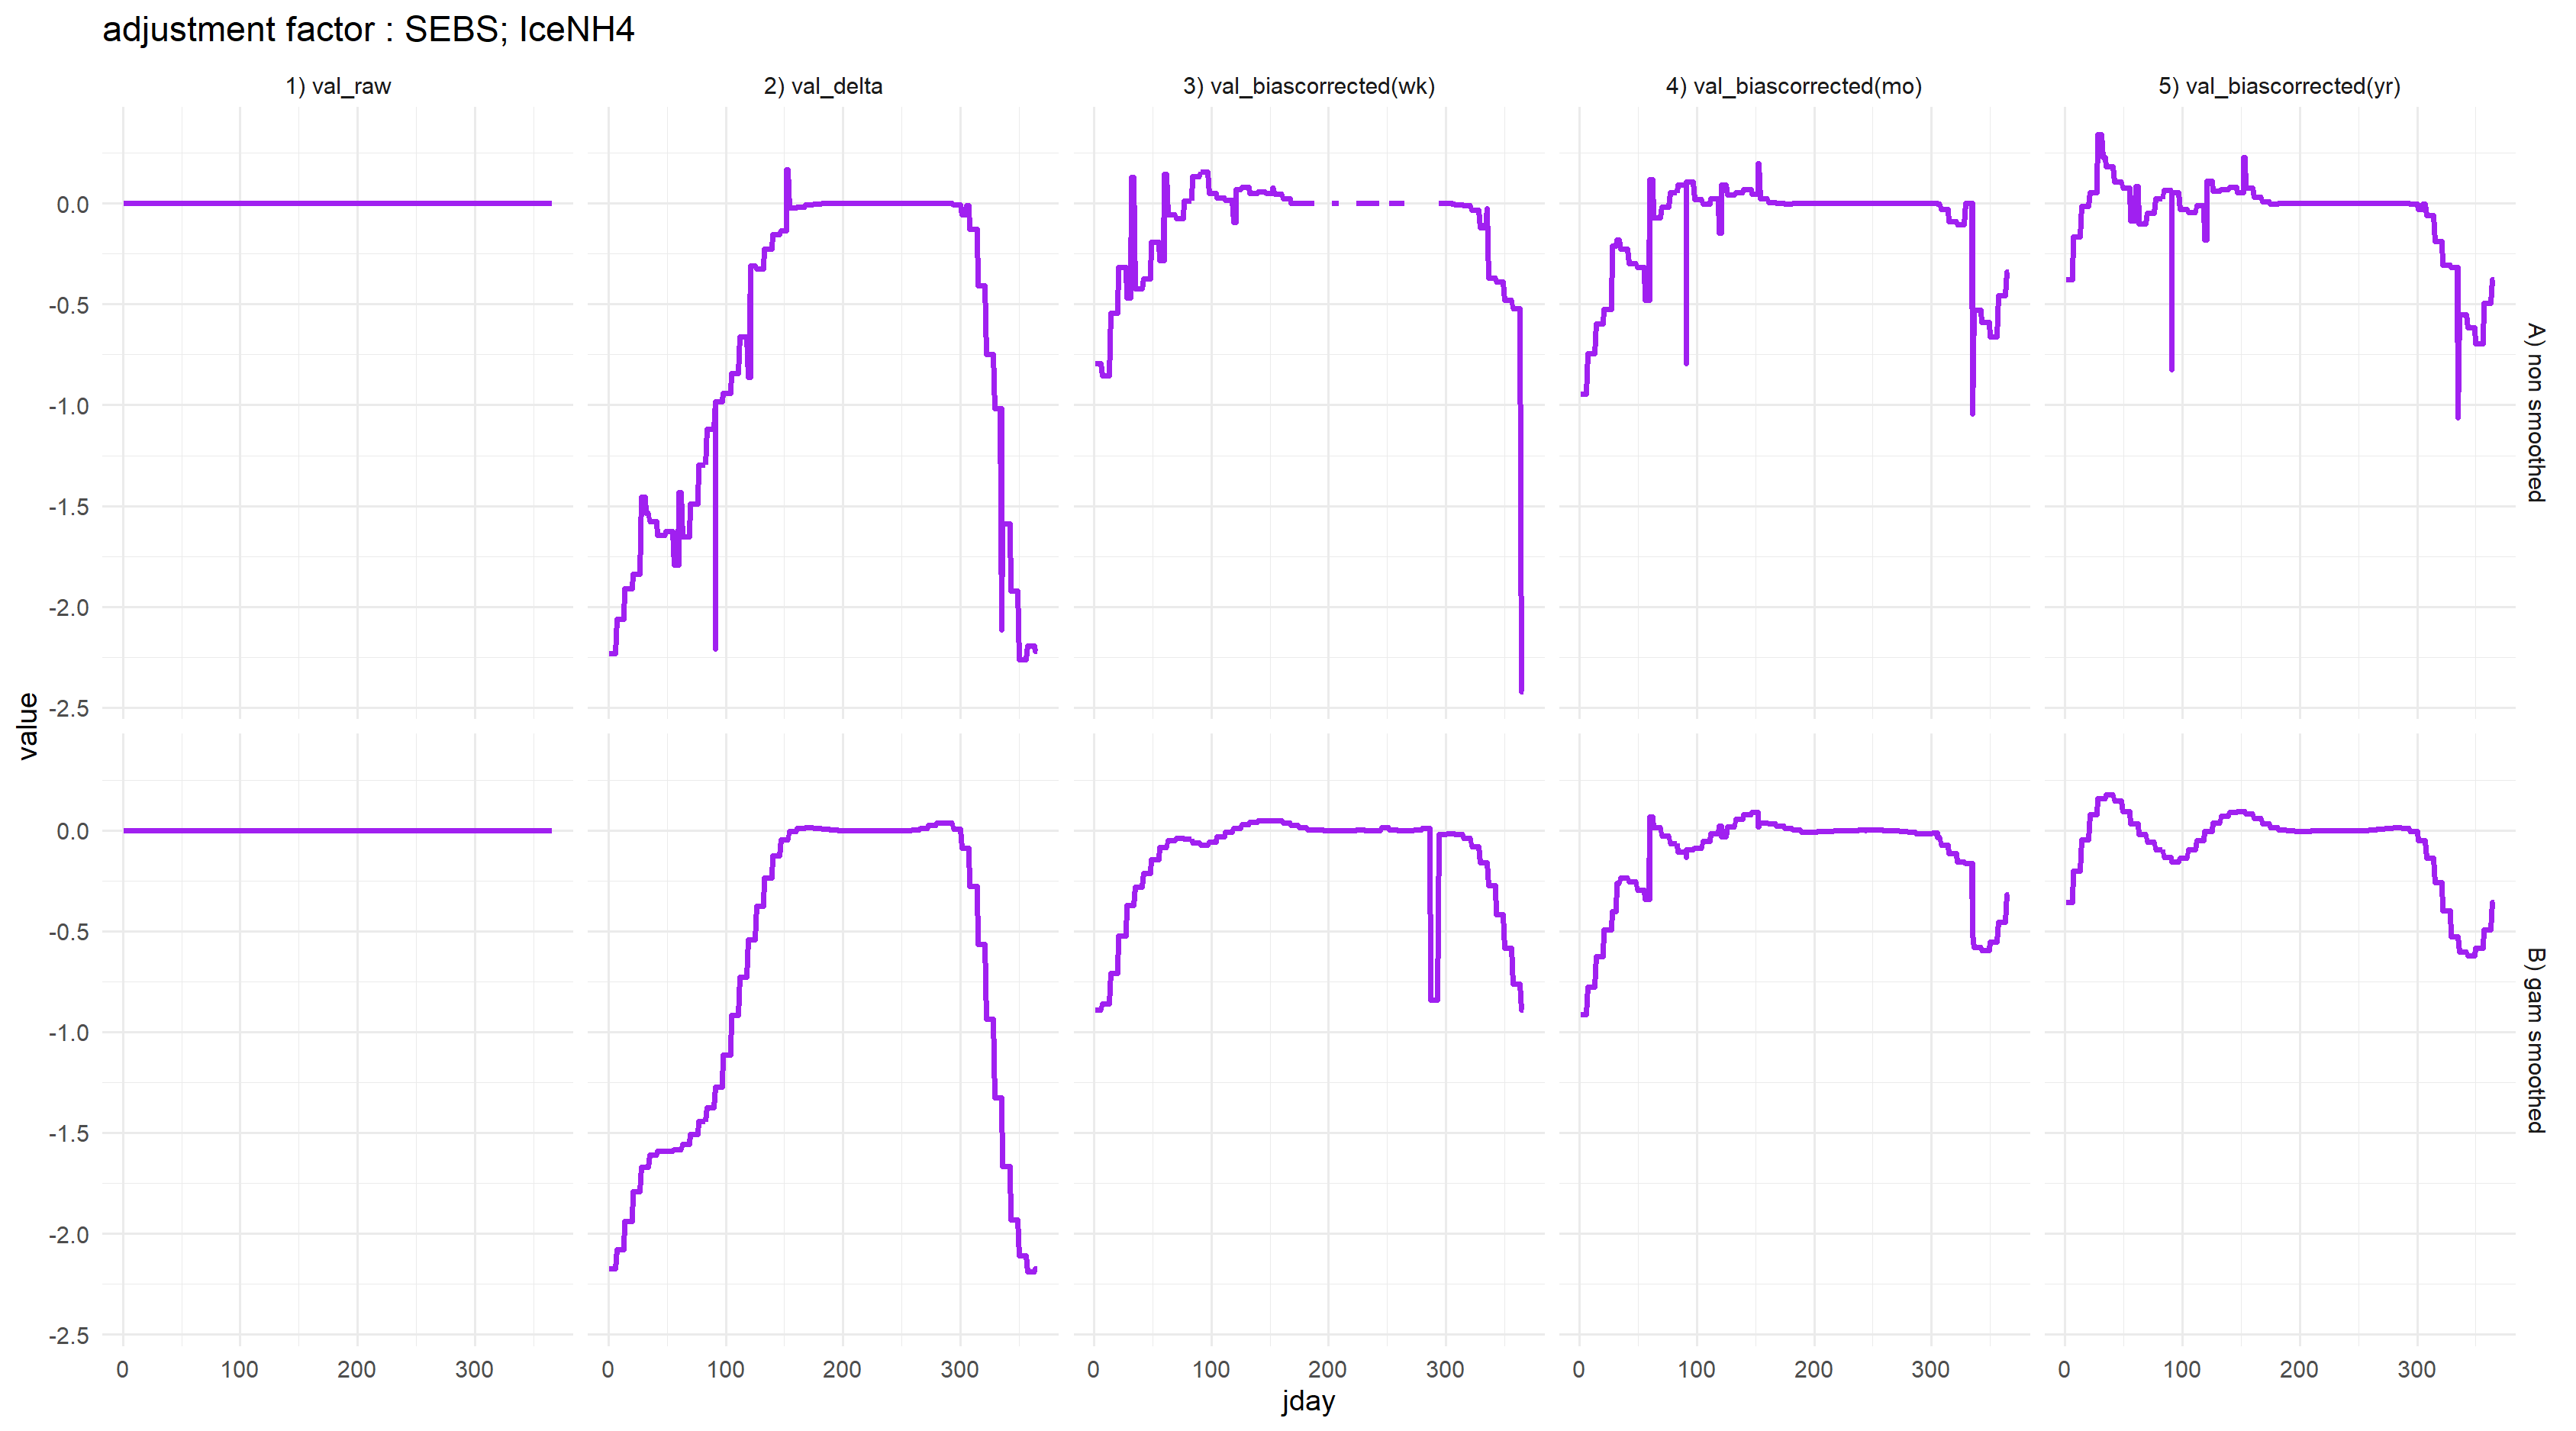 adjustment factor : SEBS; IceNH4
1) val_raw
2) val_delta
3) val_biascorrected(wk)
4) val_biascorrected(mo)
5) val_biascorrected(yr)
0.0
-0.5
-1.0
-1.5
-2.0
-2.5
A) non smoothed
value
0.0
-0.5
-1.0
-1.5
-2.0
-2.5
B) gam smoothed
0 100 200 300
0 100 200 300
0 100 200 300
0 100 200 300
0 100 200 300
jday